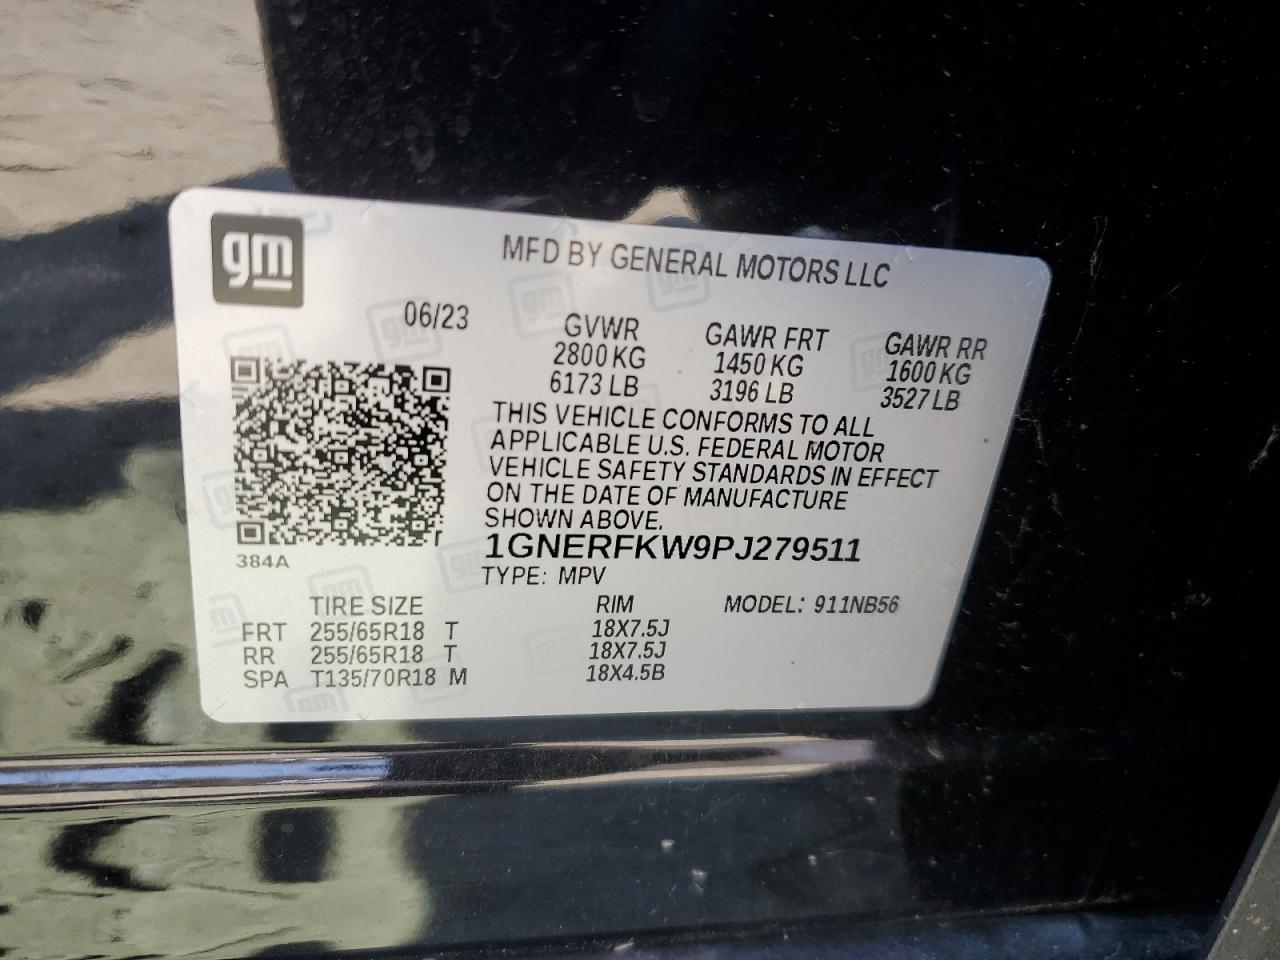 gm
MFD BY GENERAL MOTORS LLC
06/23
GVWR GAWR FRT GAWR RR
2800 KG 1450 KG 1600 KG
6173 LB 3196 LB 3527 LB
THIS VEHICLE CONFORMS TO ALL
APPLICABLE U.S. FEDERAL MOTOR
VEHICLE SAFETY STANDARDS IN EFFECT
ON THE DATE OF MANUFACTURE
SHOWN ABOVE.
1GNERFKW9PJ279511
384A
TYPE: MPV
TIRE SIZE RIM MODEL: 911NB56
FRT 255/65R18 T 18X7.5J
RR 255/65R18 T 18X7.5J
SPA T135/70R18 M 18X4.5B